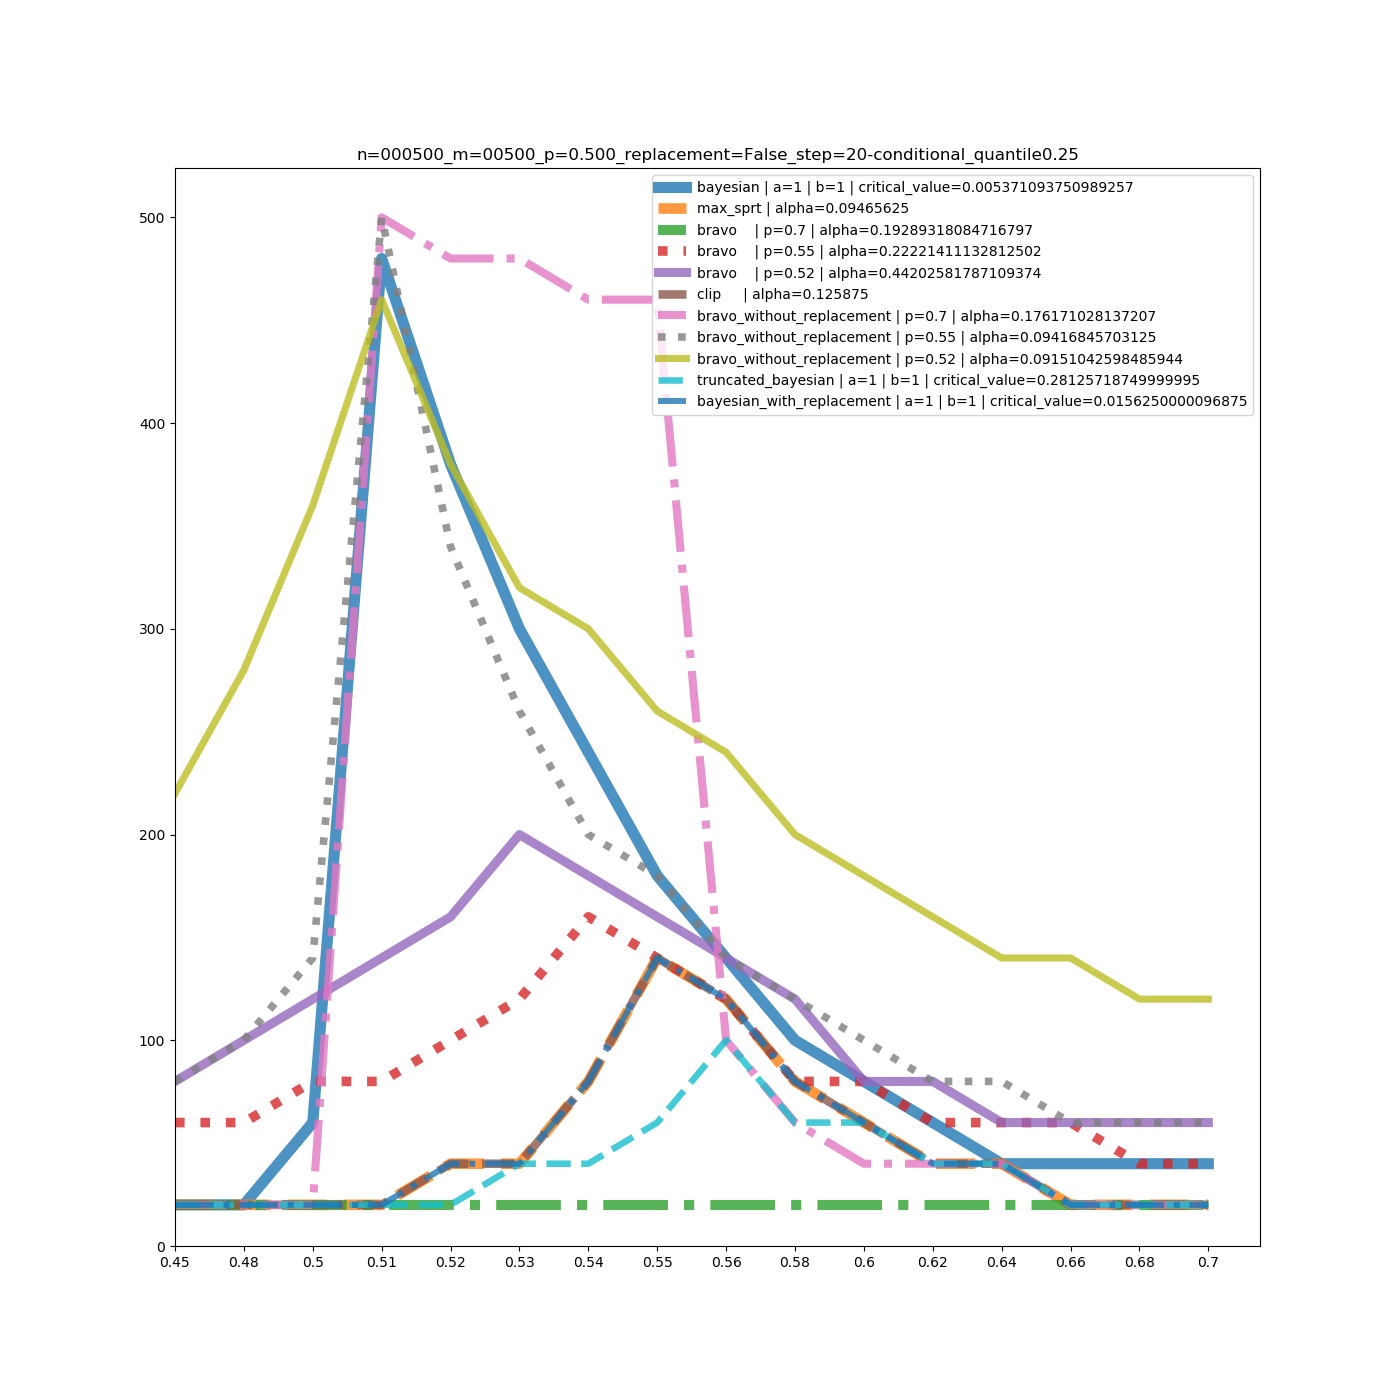 n=000500_m=00500_p=0.500_replacement=False_step=20-conditional_quantile0.25
bayesian | a=1 | b=1 | critical_value=0.005371093750989257
max_sprt | alpha=0.09465625
bravo    | p=0.7 | alpha=0.19289318084716797
bravo    | p=0.55 | alpha=0.22221411132812502
bravo    | p=0.52 | alpha=0.44202581787109374
clip     | alpha=0.125875
bravo_without_replacement | p=0.7 | alpha=0.176171028137207
bravo_without_replacement | p=0.55 | alpha=0.09416845703125
bravo_without_replacement | p=0.52 | alpha=0.09151042598485944
truncated_bayesian | a=1 | b=1 | critical_value=0.28125718749999995
bayesian_with_replacement | a=1 | b=1 | critical_value=0.0156250000096875
500
400
300
200
100
0
0.45 0.48 0.5 0.51 0.52 0.53 0.54 0.55 0.56 0.58 0.6 0.62 0.64 0.66 0.68 0.7